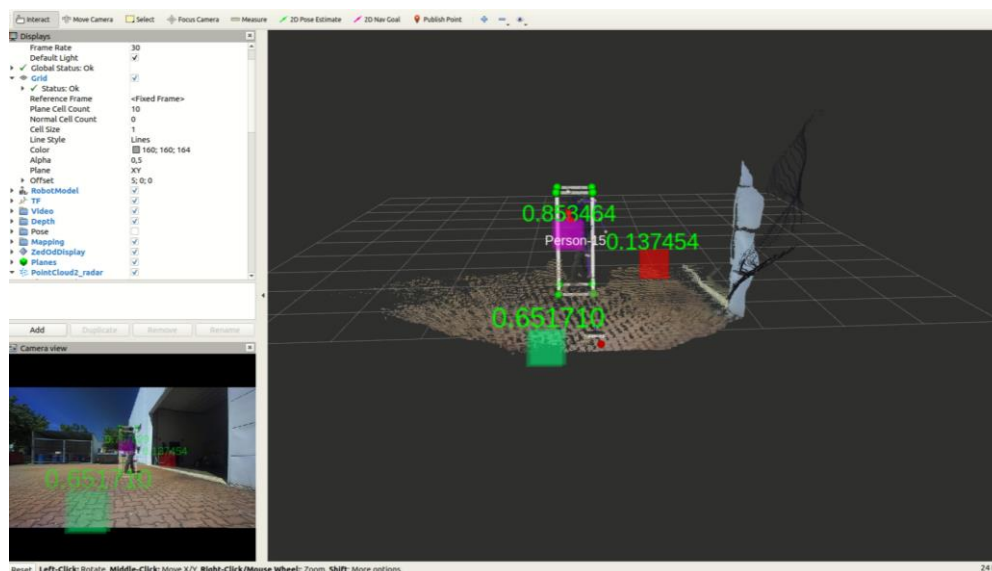 Interact Move Camera Select Focus Camera Measure 2D Pose Estimate 2D Nav Goal Publish Point
Displays
Frame Rate 30
Default Light
Global Status: Ok
Grid
Status: Ok
Reference Frame <Fixed Frame>
Plane Cell Count 10
Normal Cell Count 0
Cell Size 1
Line Style Lines
Color 160; 160; 164
Alpha 0,5
Plane XY
Offset 5; 0; 0
RobotModel
TF
Video
Depth
Pose
Mapping
ZedOdDisplay
Planes
PointCloud2_radar
Add Duplicate Remove Rename
Camera view
0.137454
0.651710
0.853464
Person-15
0.137454
0.651710
Reset Left-Click: Rotate. Middle-Click: Move X/Y. Right-Click/Mouse Wheel: Zoom. Shift: More options.